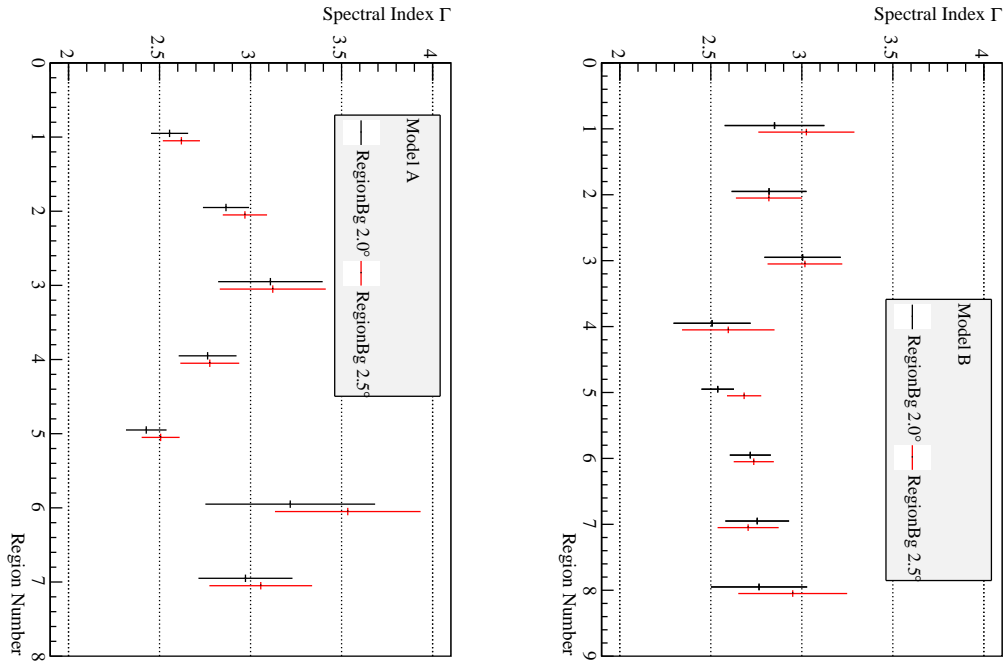 Spectral Index Γ
2
2.5
3
3.5
4
0
1
2
3
4
5
6
7
8
Region Number
Model A
RegionBg 2.0°
RegionBg 2.5°
Spectral Index Γ
2
2.5
3
3.5
4
0
1
2
3
4
5
6
7
8
9
Region Number
Model B
RegionBg 2.0°
RegionBg 2.5°